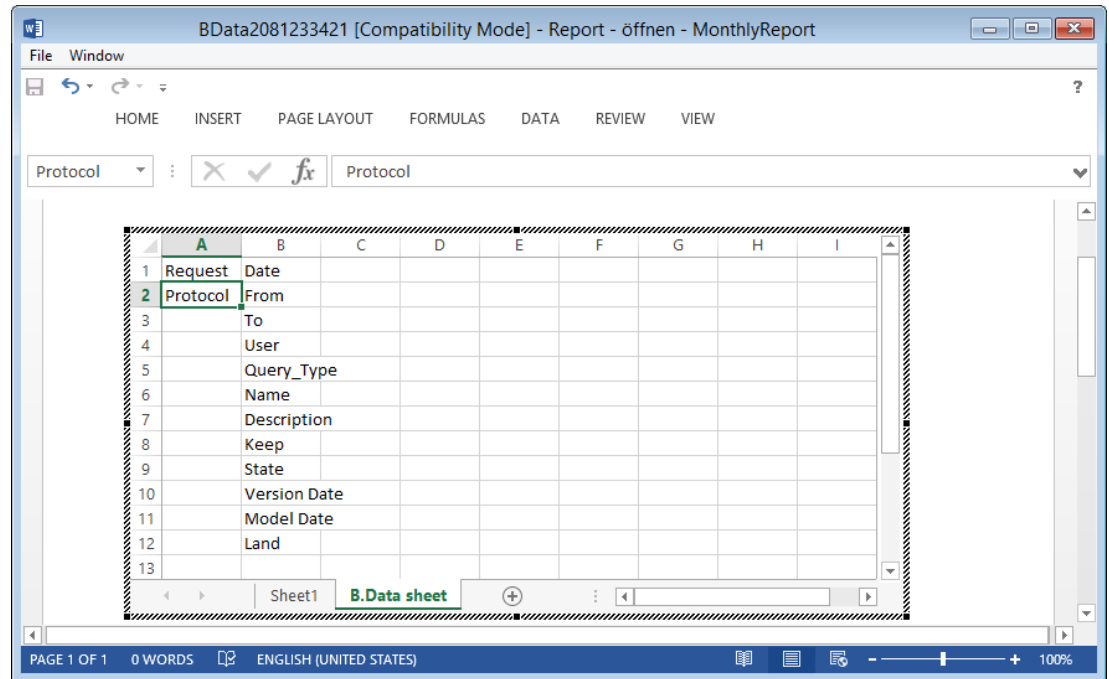 BData2081233421 [Compatibility Mode] - Report - öffnen - MonthlyReport
File Window
?
HOME INSERT PAGE LAYOUT FORMULAS DATA REVIEW VIEW
Protocol fx Protocol
A B C D E F G H I
1 Request Date
2 Protocol From
3 To
4 User
5 Query_Type
6 Name
7 Description
8 Keep
9 State
10 Version Date
11 Model Date
12 Land
13
Sheet1 B.Data sheet
PAGE 1 OF 1 0 WORDS ENGLISH (UNITED STATES) - + 100%